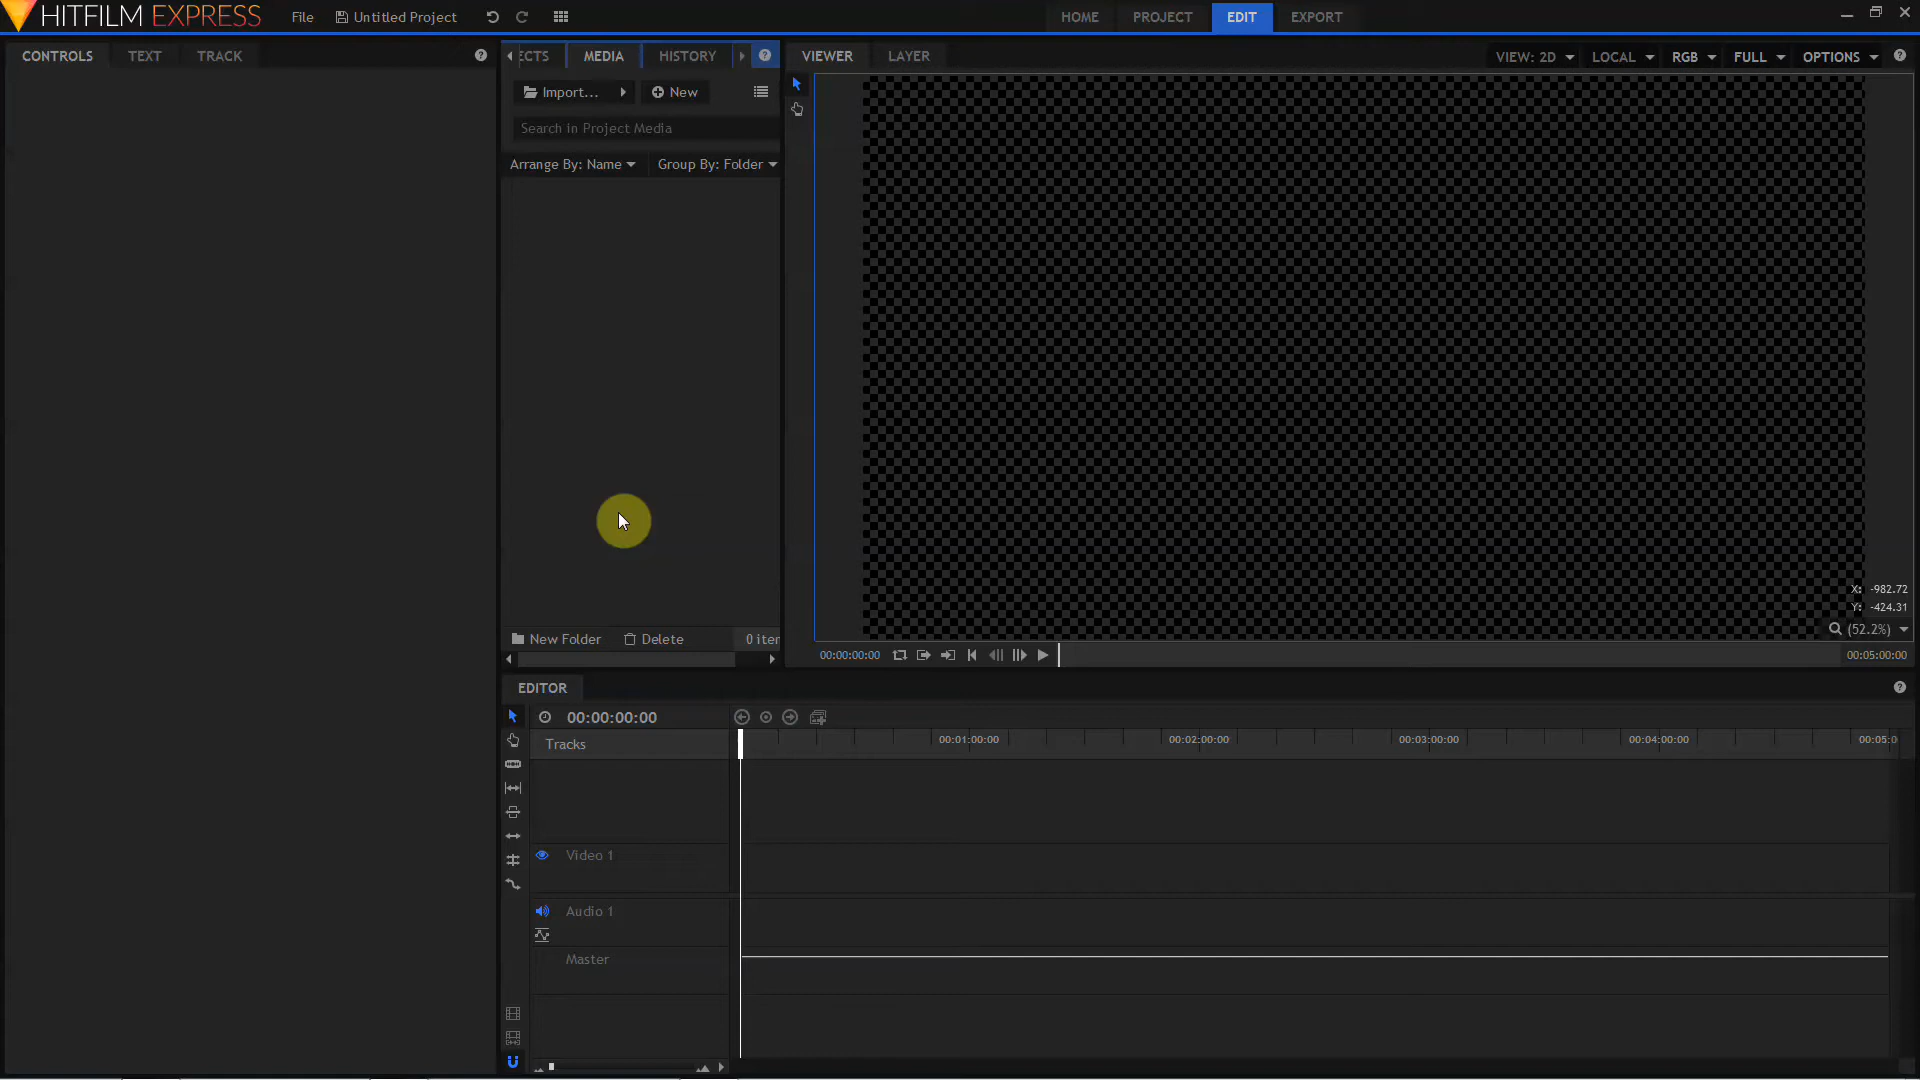 HITFILM EXPRESS File Untitled Project HOME PROJECT EDIT EXPORT
CONTROLS TEXT TRACK
ECTS MEDIA HISTORY
VIEWER LAYER VIEW: 2D LOCAL RGB FULL OPTIONS
Import... New
Search in Project Media
Arrange By: Name Group By: Folder
X: -982.72
Y: -424.31
(52.2%)
New Folder Delete 0 iter
00:00:00:00 00:05:00:00
EDITOR
00:00:00:00
Tracks 00:01:00:00 00:02:00:00 00:03:00:00 00:04:00:00 00:05:0
Video 1
Audio 1
Master